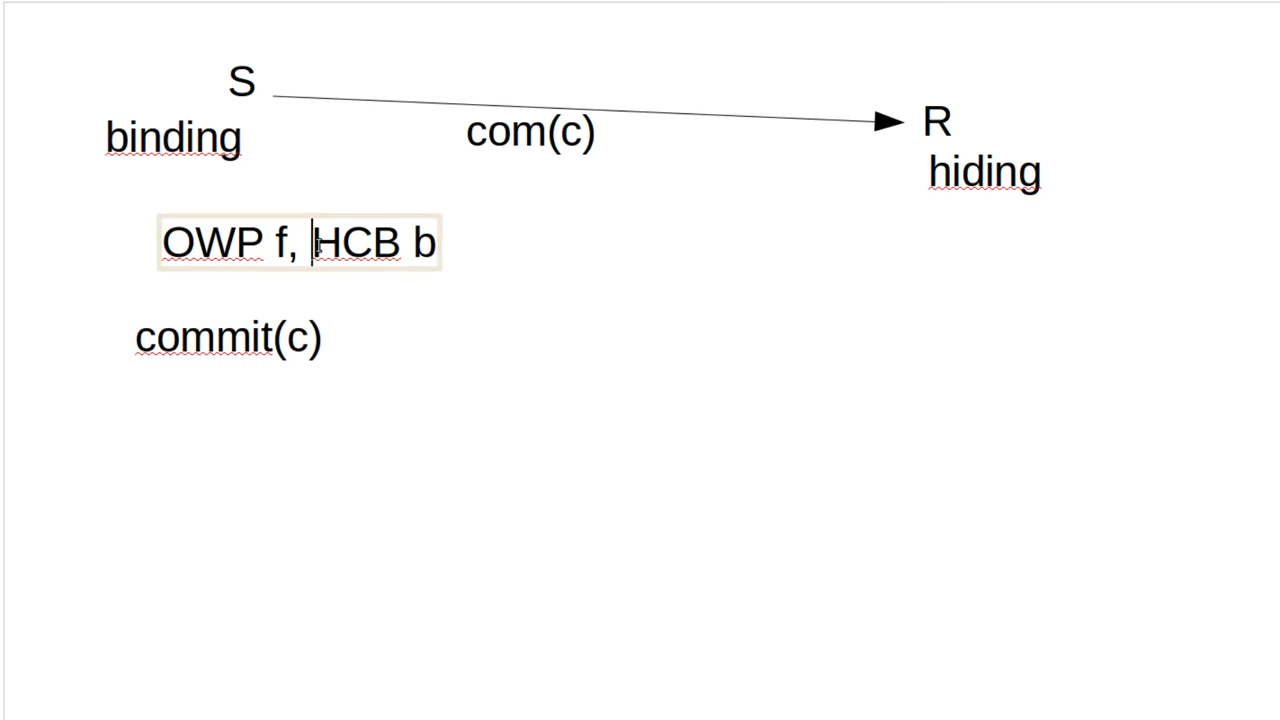 S
R
binding
com(c)
hiding
OWP f, HCB b
commit(c)